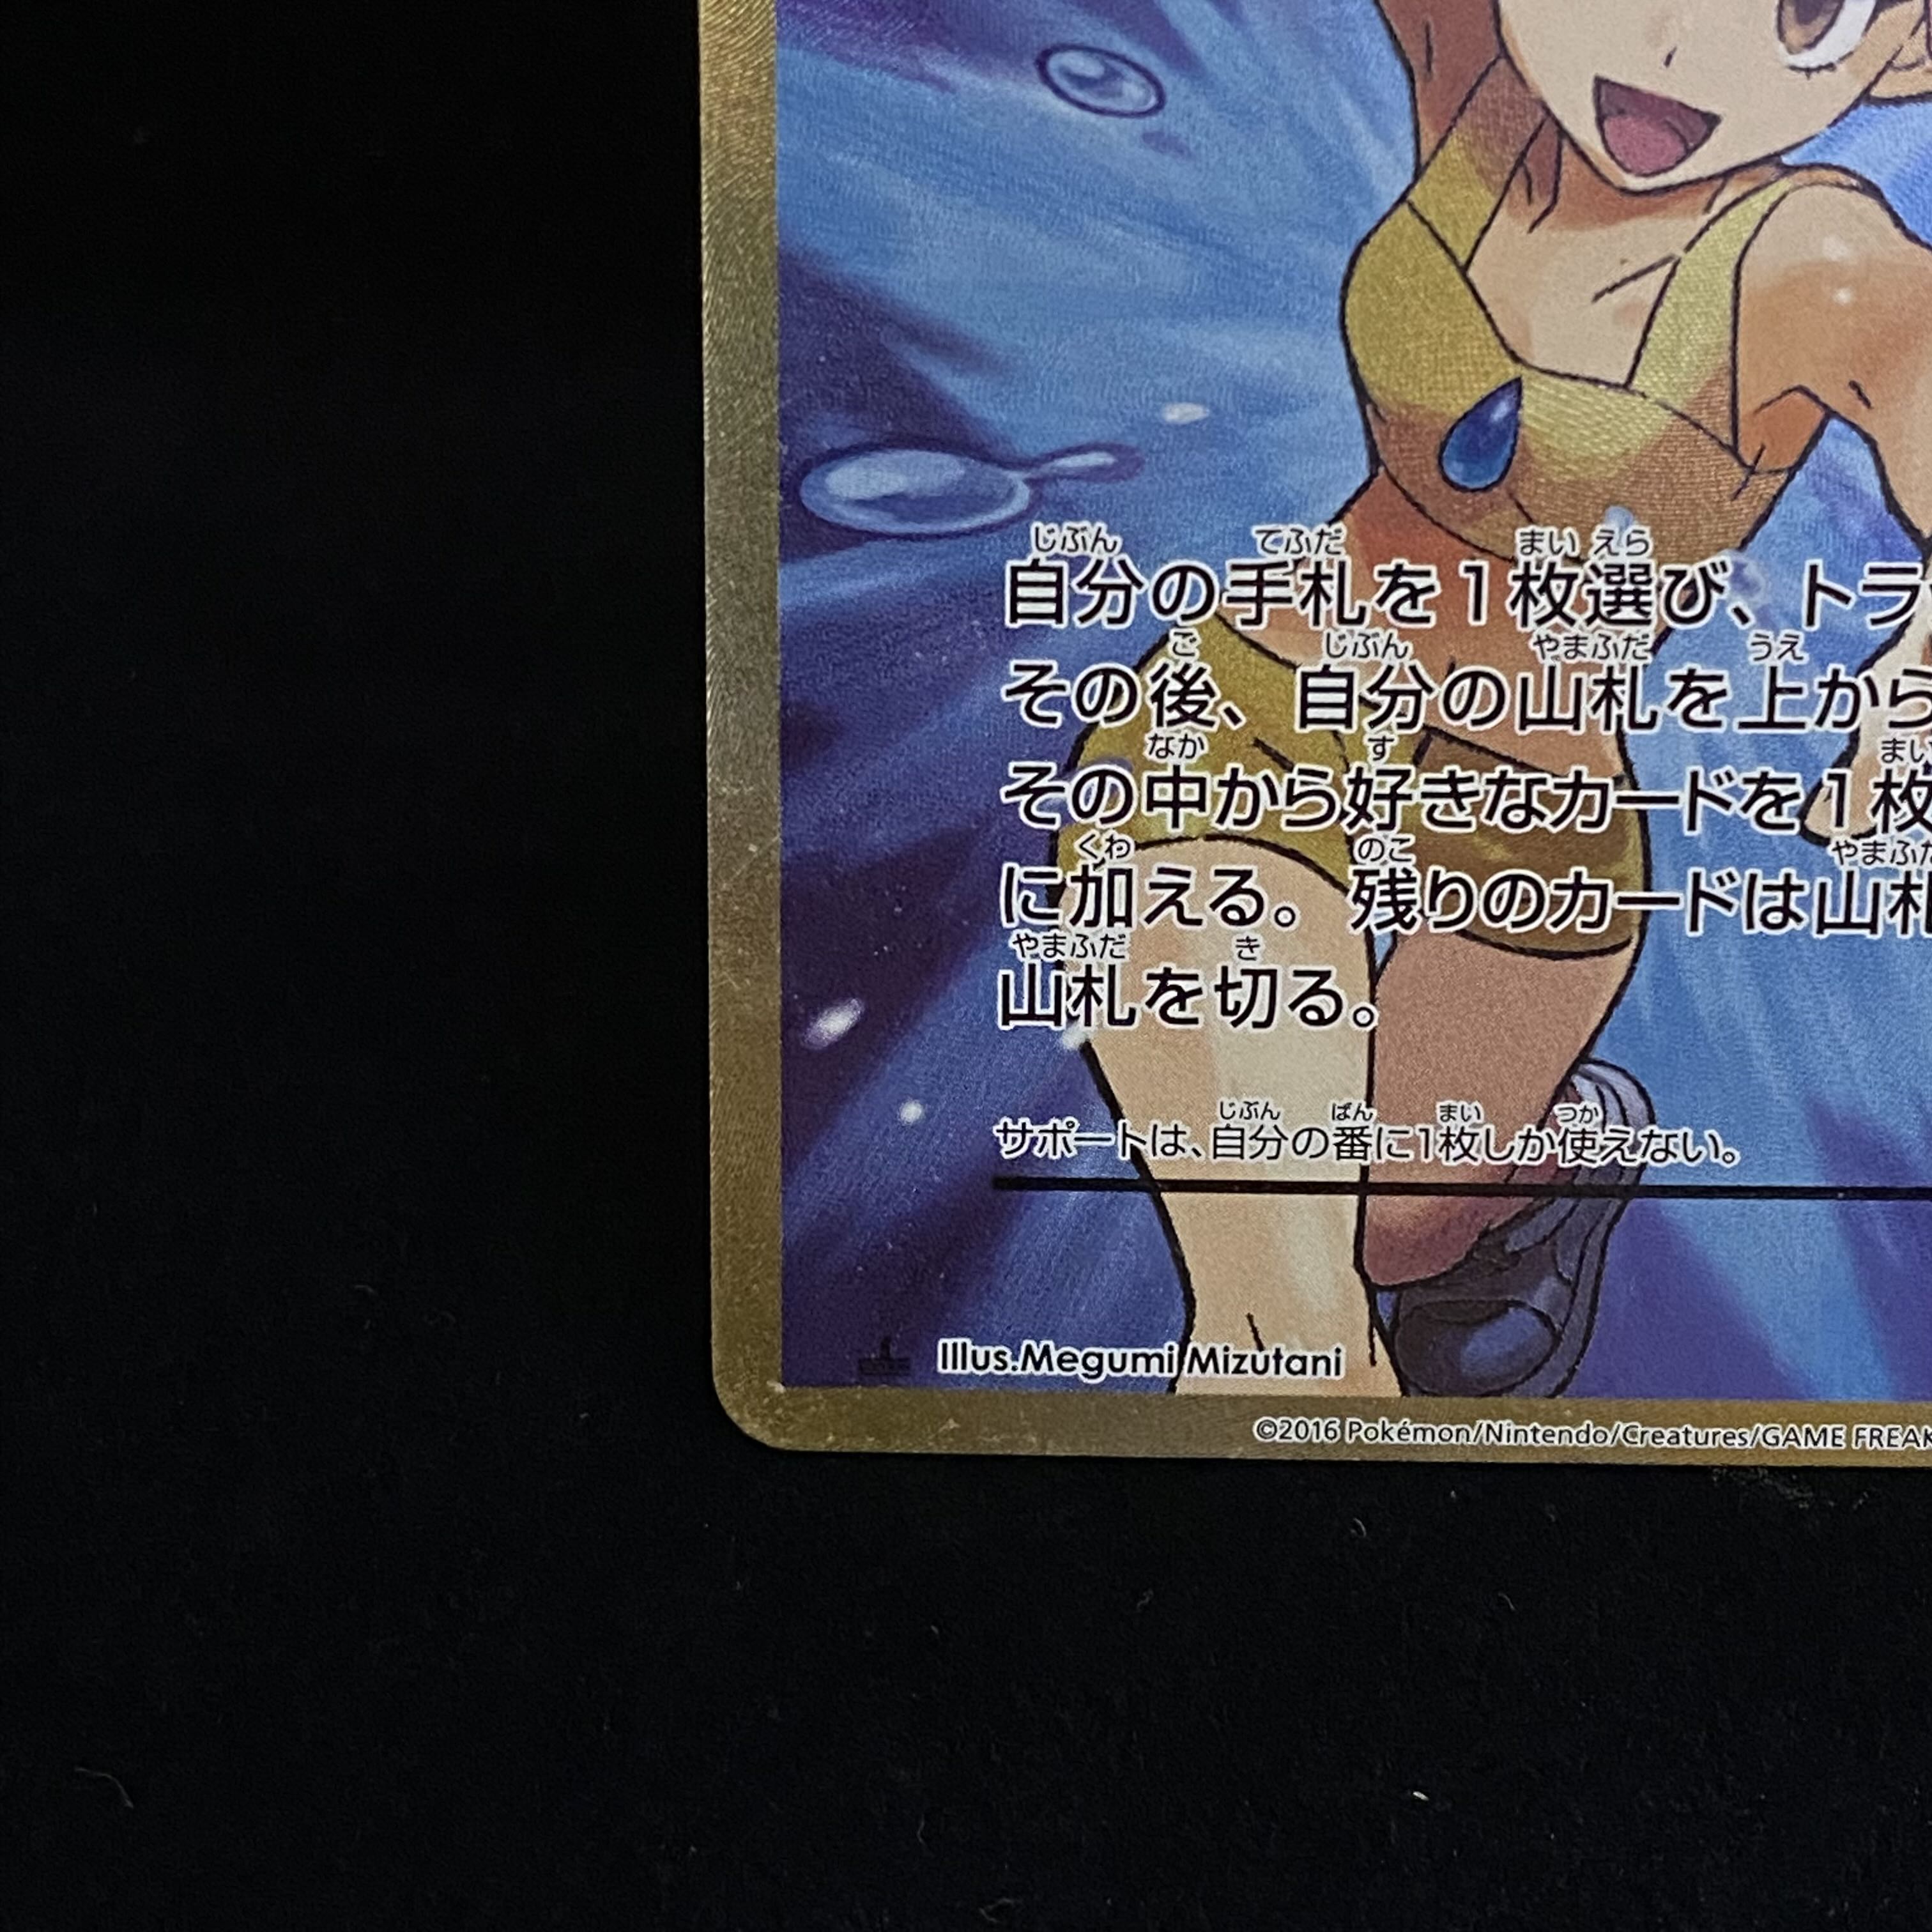 自分の手札を1枚選び、トラ
その後、自分の山札を上から
その中から好きなカードを1枚
に加える。残りのカードは山札
山札を切る。
サポートは、自分の番に1枚しか使えない。
Illus.Megumi Mizutani
©2016 Pokémon/Nintendo/Creatures/GAME FREAK